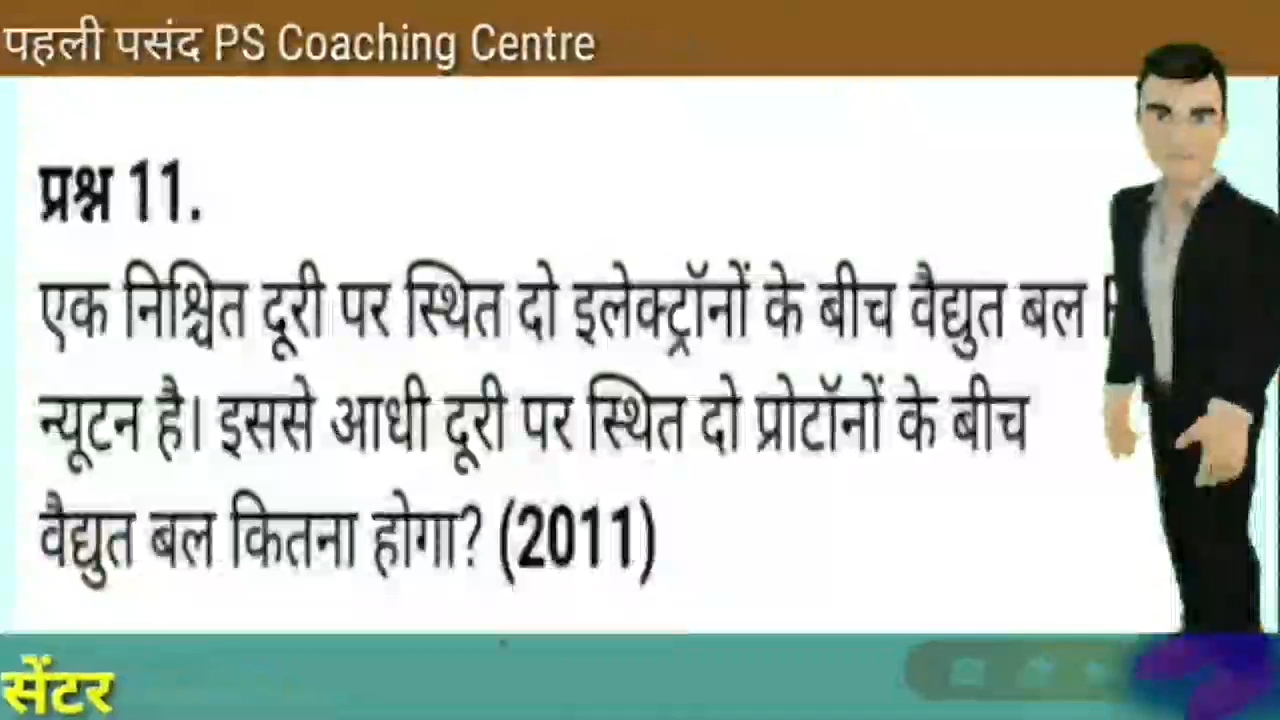 पहली पसंद PS Coaching Centre
प्रश्न 11.
एक निश्चित दूरी पर स्थित दो इलेक्ट्रॉनों के बीच वैद्युत बल
न्यूटन है। इससे आधी दूरी पर स्थित दो प्रोटॉनों के बीच
वैद्युत बल कितना होगा? (2011)
सेंटर